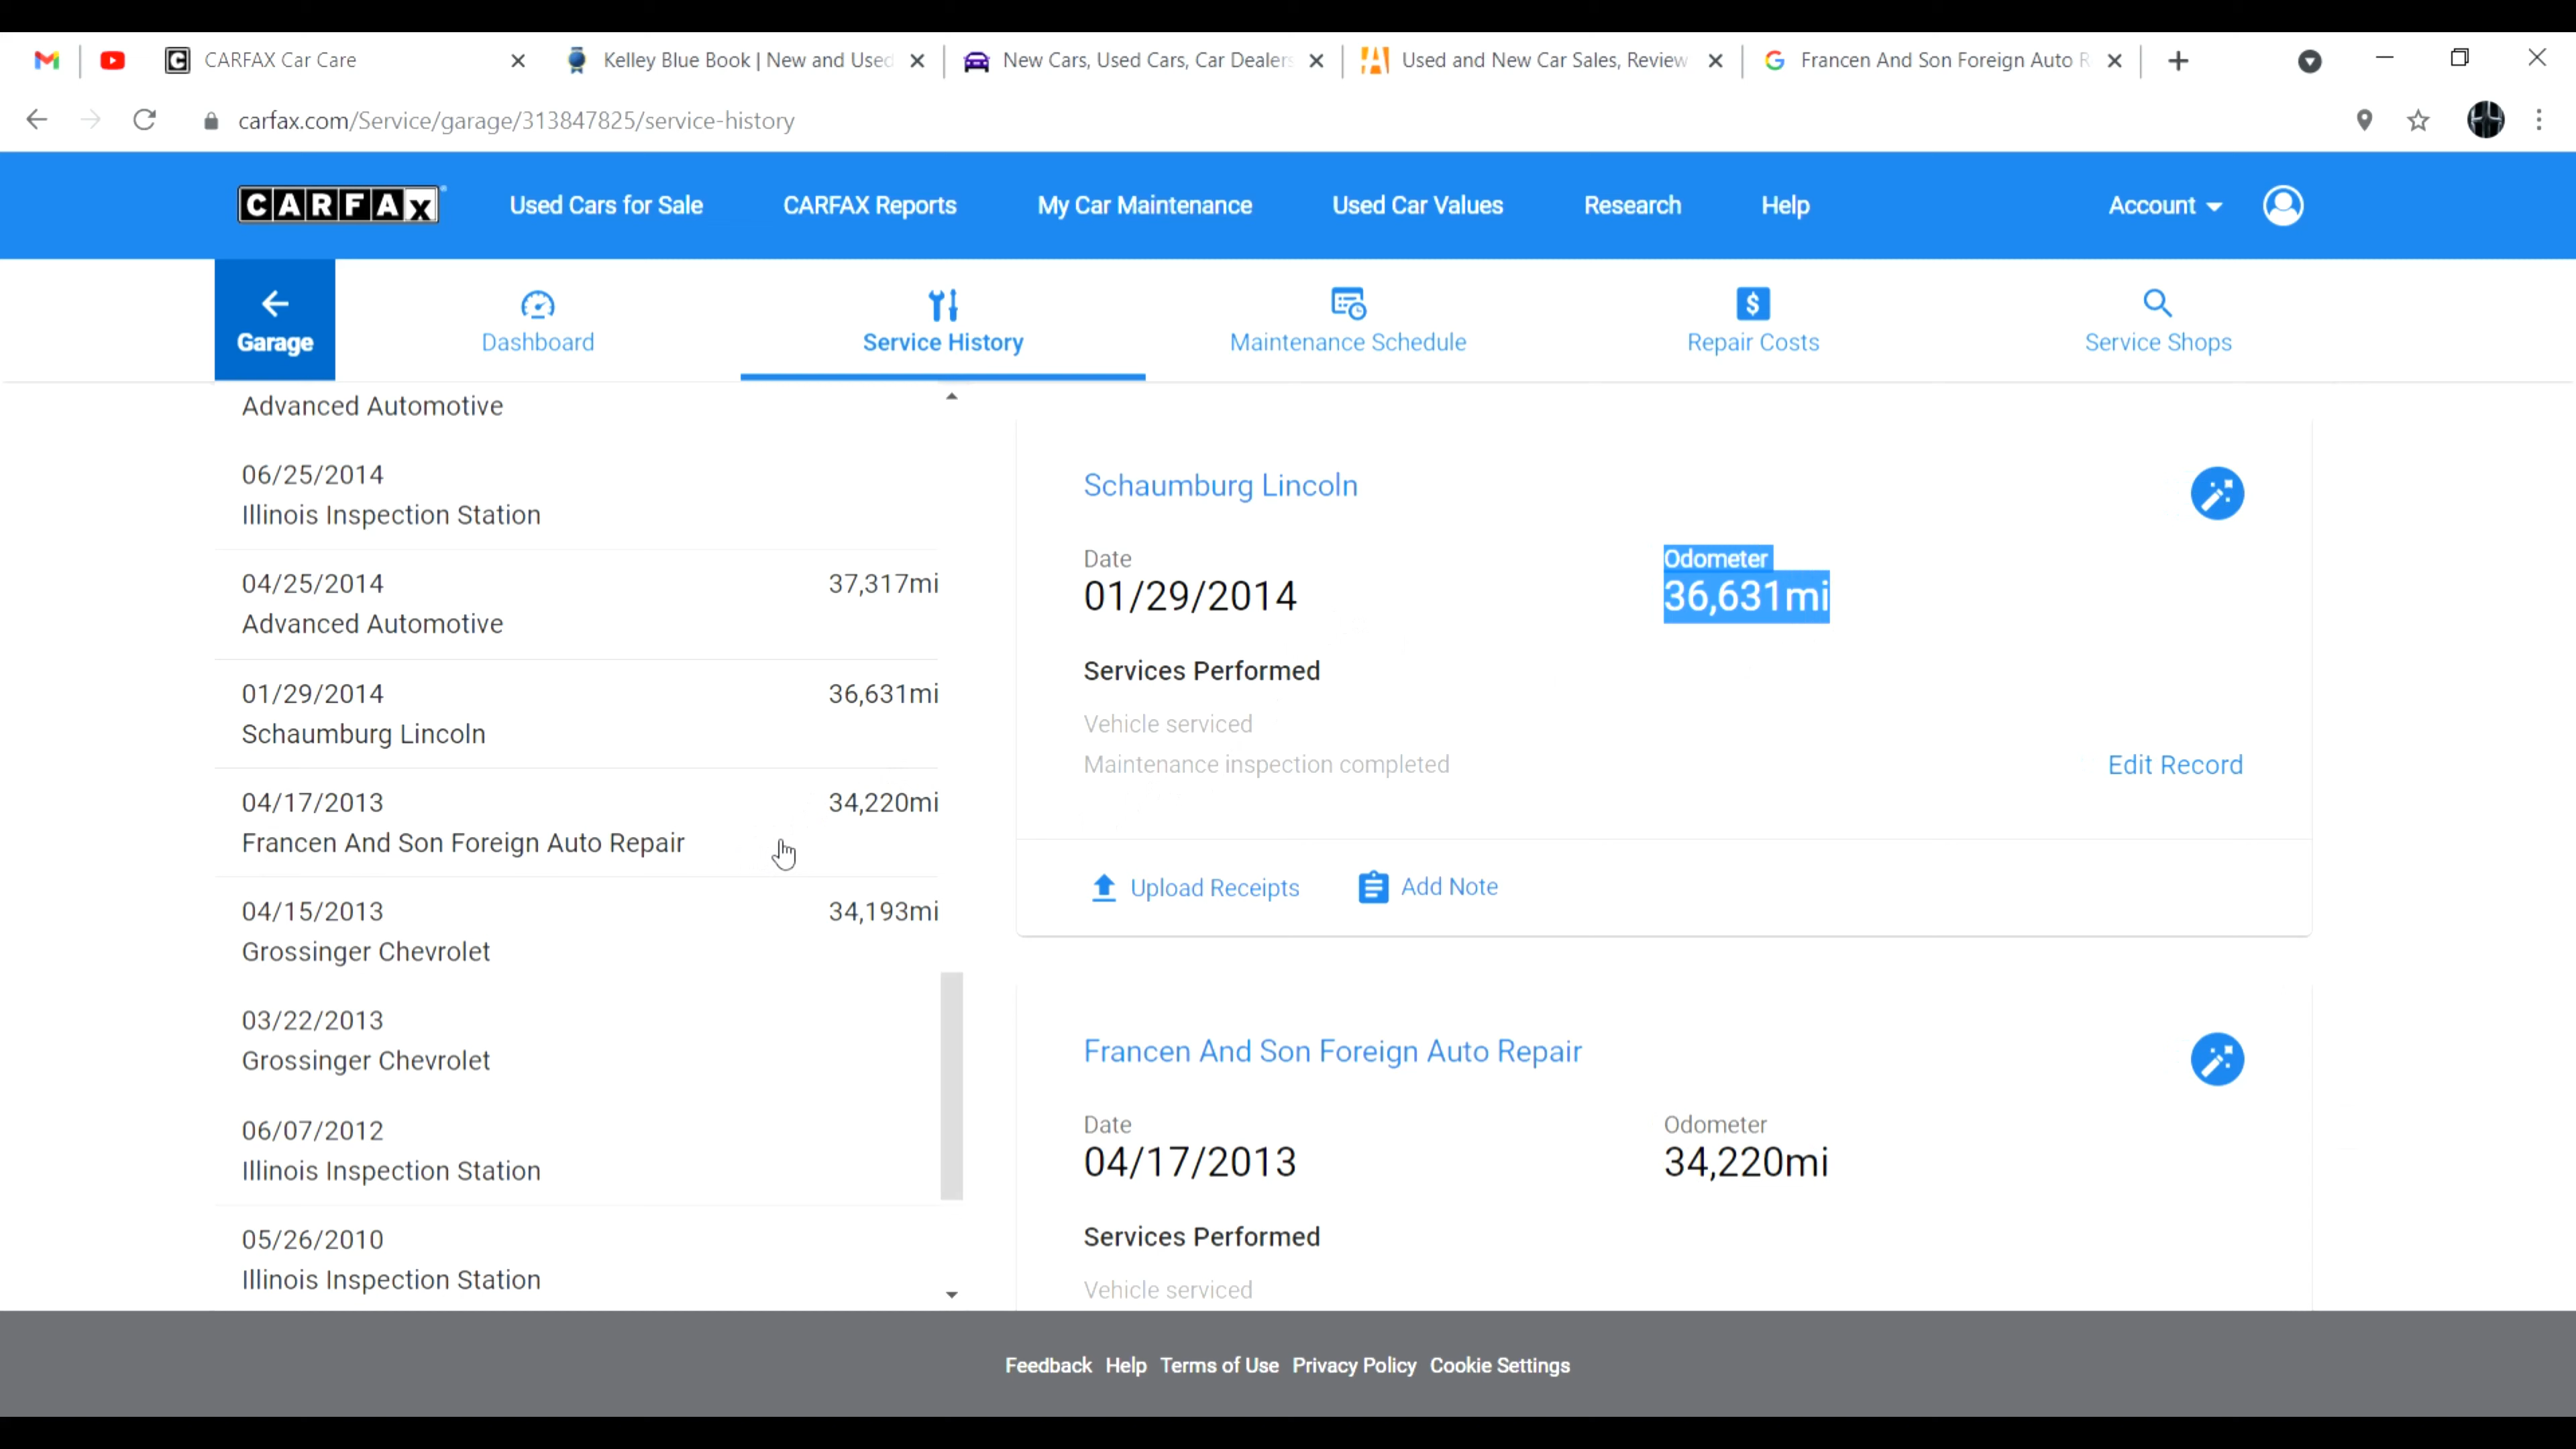 CARFAX Car Care
Kelley Blue Book | New and Used
New Cars, Used Cars, Car Dealers
Used and New Car Sales, Review
Francen And Son Foreign Auto R
carfax.com/Service/garage/313847825/service-history
CARFAX
Used Cars for Sale
CARFAX Reports
My Car Maintenance
Used Car Values
Research
Help
Account
Garage
Dashboard
Service History
Maintenance Schedule
Repair Costs
Service Shops
Advanced Automotive
06/25/2014
Illinois Inspection Station
04/25/2014 37,317mi
Advanced Automotive
01/29/2014 36,631mi
Schaumburg Lincoln
04/17/2013 34,220mi
Francen And Son Foreign Auto Repair
04/15/2013 34,193mi
Grossinger Chevrolet
03/22/2013
Grossinger Chevrolet
06/07/2012
Illinois Inspection Station
05/26/2010
Illinois Inspection Station
Schaumburg Lincoln
Date Odometer
01/29/2014 36,631mi
Services Performed
Vehicle serviced
Maintenance inspection completed
Edit Record
Upload Receipts Add Note
Francen And Son Foreign Auto Repair
Date Odometer
04/17/2013 34,220mi
Services Performed
Vehicle serviced
Feedback Help Terms of Use Privacy Policy Cookie Settings